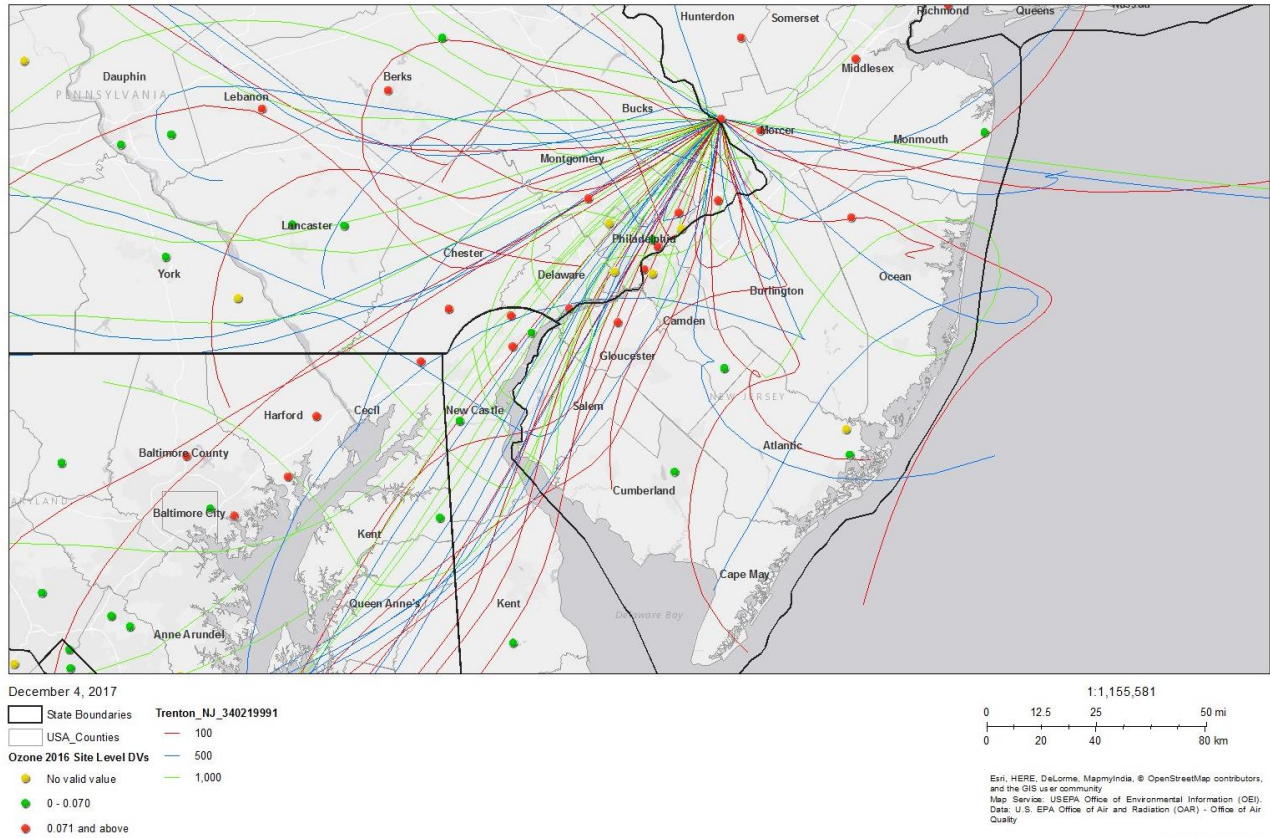 Hunterdon
Somerset
Richmond
Queens
Nassau
Dauphin
PENNSYLVANIA
Berks
Middlesex
Lebanon
Bucks
Mercer
Monmouth
Montgomery
Lancaster
Chester
Philadelphia
York
Delaware
Ocean
Burlington
Camden
Gloucester
NEW JERSEY
Harford
Cecil
New Castle
Salem
Atlantic
Baltimore County
Cumberland
Baltimore City
Kent
Cape May
Queen Anne's
Kent
Delaware Bay
Anne Arundel
December 4, 2017
State Boundaries
USA_Counties
Ozone 2016 Site Level DVs
No valid value
0 - 0.070
0.071 and above
Trenton_NJ_340219991
100
500
1,000
1:1,155,581
0 12.5 25 50 mi
0 20 40 80 km
Esri, HERE, DeLorme, MapmyIndia, © OpenStreetMap contributors,
and the GIS user community
Map Service: USEPA Office of Environmental Information (OEI).
Data: U.S. EPA Office of Air and Radiation (OAR) - Office of Air
Quality